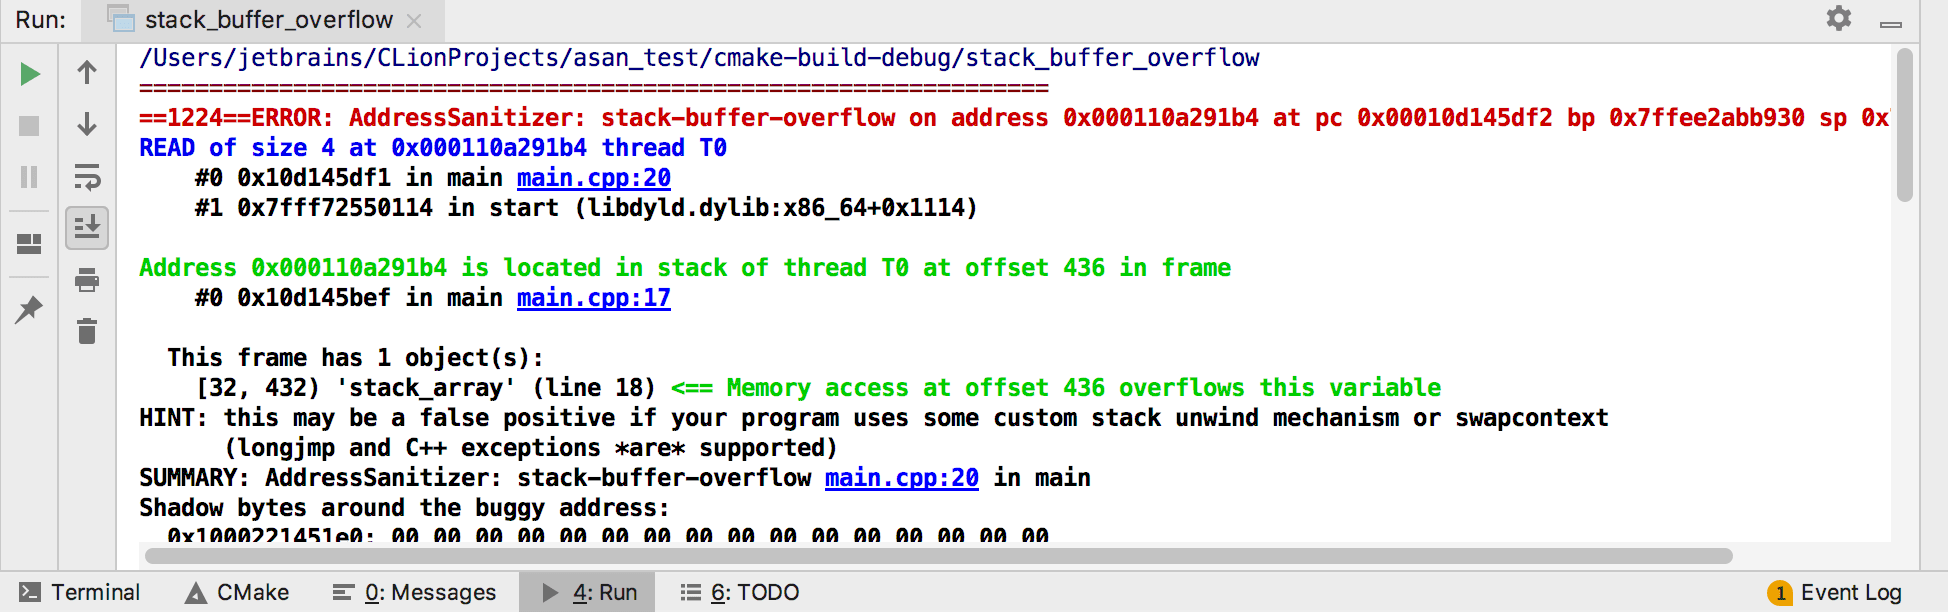 Run: stack_buffer_overflow
/Users/jetbrains/CLionProjects/asan_test/cmake-build-debug/stack_buffer_overflow
=================================================================
==1224==ERROR: AddressSanitizer: stack-buffer-overflow on address 0x000110a291b4 at pc 0x00010d145df2 bp 0x7ffee2abb930 sp 0x
READ of size 4 at 0x000110a291b4 thread T0
#0 0x10d145df1 in main main.cpp:20
#1 0x7fff72550114 in start (libdyld.dylib:x86_64+0x1114)
Address 0x000110a291b4 is located in stack of thread T0 at offset 436 in frame
#0 0x10d145bef in main main.cpp:17
This frame has 1 object(s):
[32, 432) 'stack_array' (line 18) <== Memory access at offset 436 overflows this variable
HINT: this may be a false positive if your program uses some custom stack unwind mechanism or swapcontext
(longjmp and C++ exceptions *are* supported)
SUMMARY: AddressSanitizer: stack-buffer-overflow main.cpp:20 in main
Shadow bytes around the buggy address:
0x1000221451e0: 00 00 00 00 00 00 00 00 00 00 00 00 00 00 00 00
Terminal CMake 0: Messages 4: Run 6: TODO 1 Event Log